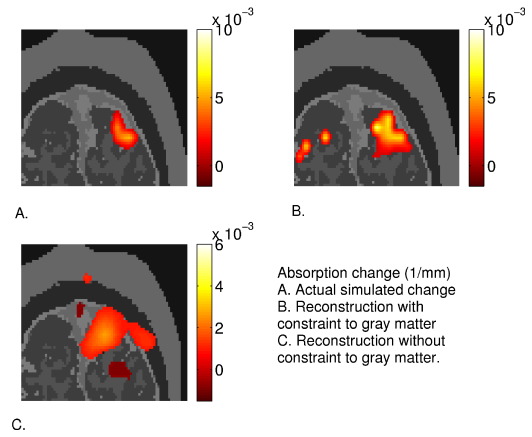 x 10⁻³
10
5
0
A.
x 10⁻³
10
5
0
B.
x 10⁻³
6
4
2
0
C.
Absorption change (1/mm)
A. Actual simulated change
B. Reconstruction with
constraint to gray matter
C. Reconstruction without
constraint to gray matter.